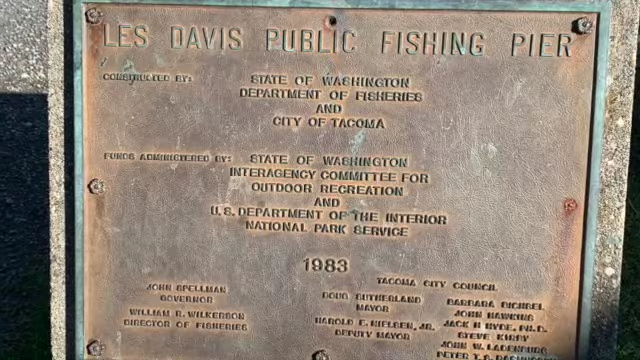 LES DAVIS PUBLIC FISHING PIER
CONSTRUCTED BY: STATE OF WASHINGTON
DEPARTMENT OF FISHERIES
AND
CITY OF TACOMA
FUNDS ADMINISTERED BY: STATE OF WASHINGTON
INTERAGENCY COMMITTEE FOR
OUTDOOR RECREATION
AND
U.S. DEPARTMENT OF THE INTERIOR
NATIONAL PARK SERVICE
1983
JOHN SPELLMAN
GOVERNOR
WILLIAM R. WILKERSON
DIRECTOR OF FISHERIES
TACOMA CITY COUNCIL
DOUG SUTHERLAND
MAYOR
HAROLD E. NIELSEN, JR.
DEPUTY MAYOR
BARBARA BICHSEL
JOHN HAWKINS
JACK H HYDE, PH.D.
STEVE KIRBY
JOHN W. LADENBURG
PETER T.